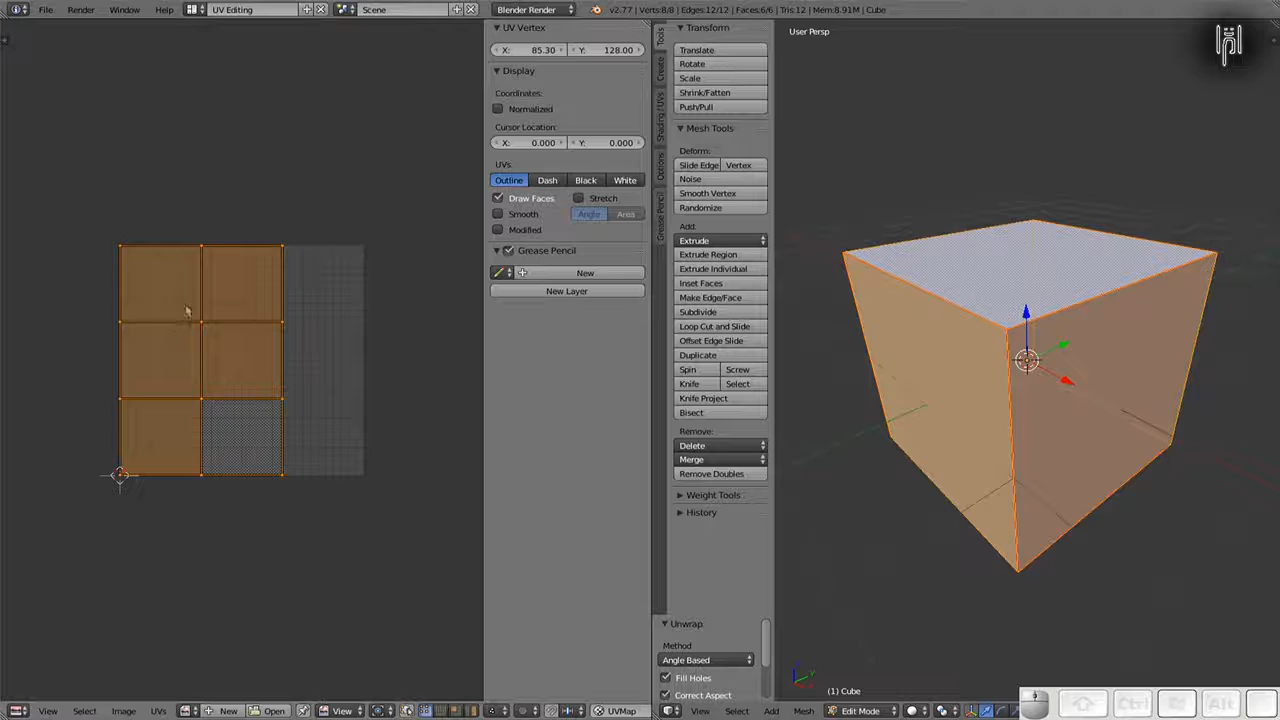 File Render Window Help UV Editing Scene Blender Render v2.77 | Verts:8/8 | Edges:12/12 | Faces:6/6 | Tris:12 | Mem:8.91M | Cube
UV Vertex
X: 85.30 Y: 128.00
Display
Coordinates:
Normalized
Cursor Location:
X: 0.000 Y: 0.000
UVs:
Outline Dash Black White
Draw Faces Stretch
Smooth Angle Area
Modified
Grease Pencil
New
New Layer
Tools
Create
Shading / UVs
Options
Grease Pencil
Transform
Translate
Rotate
Scale
Shrink/Fatten
Push/Pull
Mesh Tools
Deform:
Slide Edge Vertex
Noise
Smooth Vertex
Randomize
Add:
Extrude
Extrude Region
Extrude Individual
Inset Faces
Make Edge/Face
Subdivide
Loop Cut and Slide
Offset Edge Slide
Duplicate
Spin Screw
Knife Select
Knife Project
Bisect
Remove:
Delete
Merge
Remove Doubles
Weight Tools
History
Unwrap
Method
Angle Based
Fill Holes
Correct Aspect
User Persp
(1) Cube
View Select Image UVs New Open View UVMap
View Select Add Mesh Edit Mode
Ctrl Alt